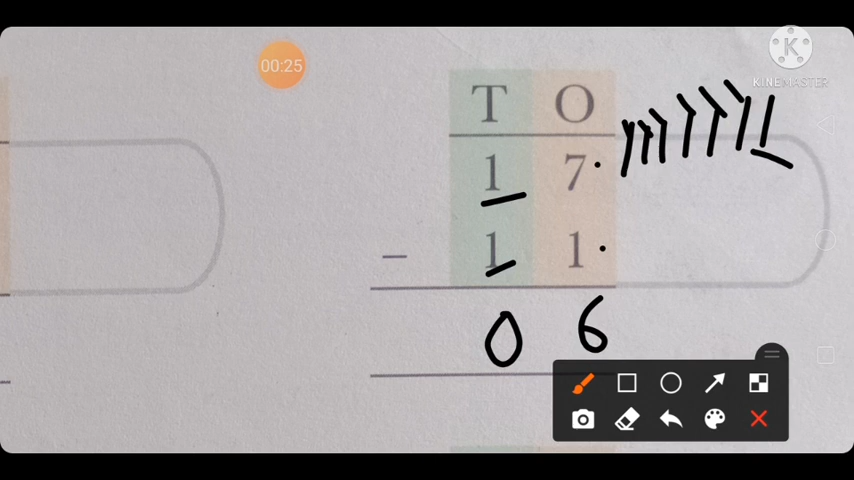 00:25
K
KINEMASTER
T O
1 7
- 1 1
0 6